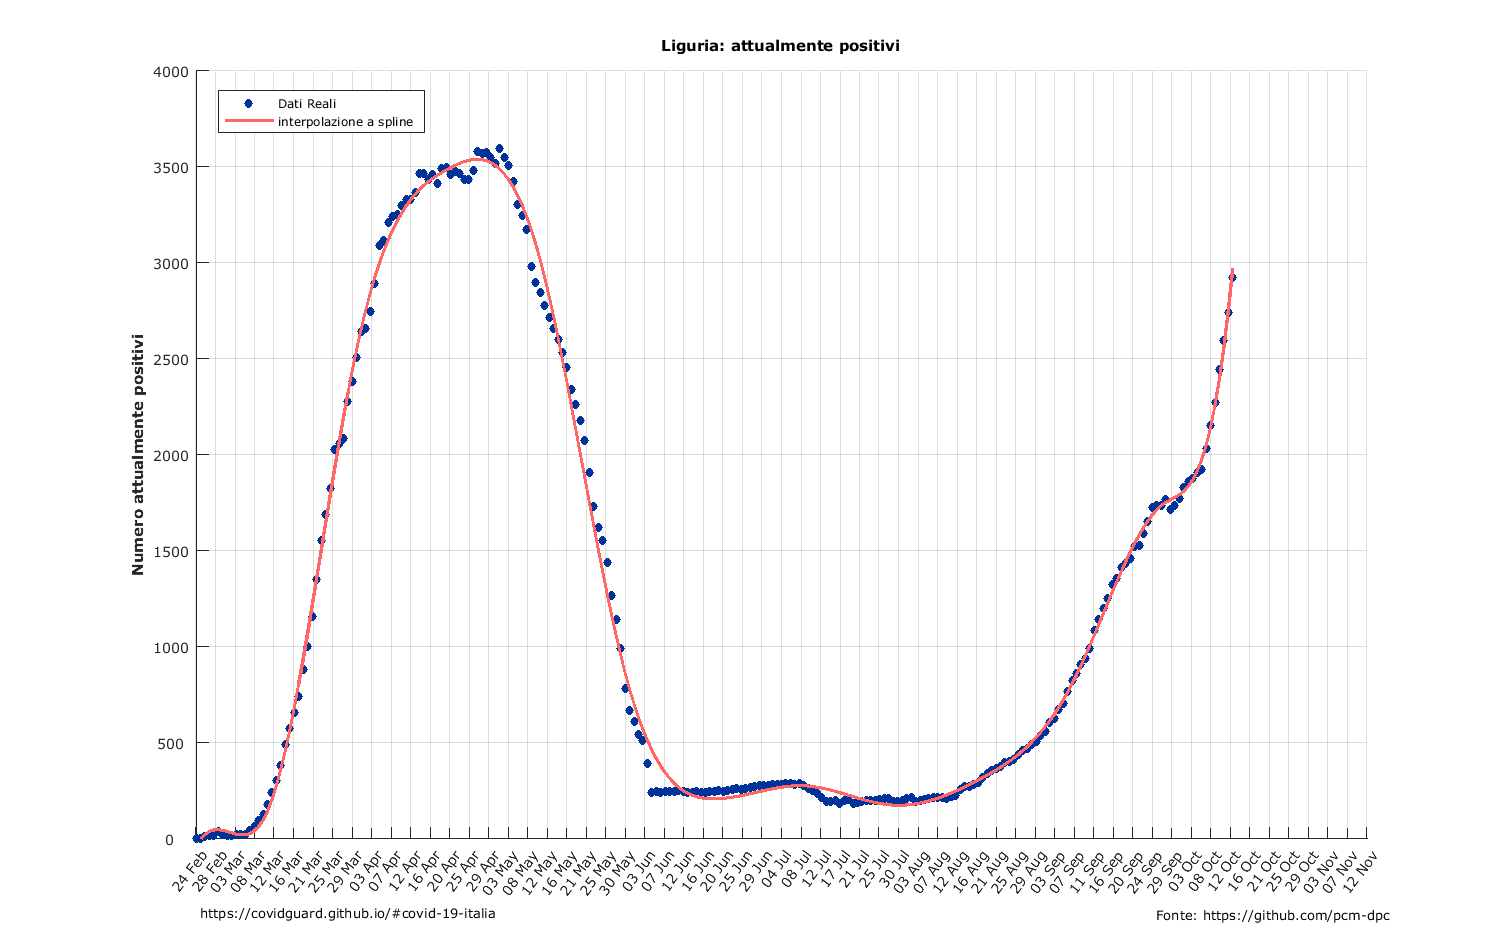 Liguria: attualmente positivi
4000
3500
3000
2500
2000
1500
1000
500
0
Numero attualmente positivi
Dati Reali
interpolazione a spline
24 Feb
28 Feb
03 Mar
08 Mar
12 Mar
16 Mar
21 Mar
25 Mar
29 Mar
03 Apr
07 Apr
12 Apr
16 Apr
20 Apr
25 Apr
29 Apr
03 May
08 May
12 May
16 May
21 May
25 May
30 May
03 Jun
07 Jun
12 Jun
16 Jun
20 Jun
25 Jun
29 Jun
04 Jul
08 Jul
12 Jul
17 Jul
21 Jul
25 Jul
30 Jul
03 Aug
07 Aug
12 Aug
16 Aug
21 Aug
25 Aug
29 Aug
03 Sep
07 Sep
11 Sep
16 Sep
20 Sep
24 Sep
29 Sep
03 Oct
08 Oct
12 Oct
16 Oct
21 Oct
25 Oct
29 Oct
03 Nov
07 Nov
12 Nov
https://covidguard.github.io/#covid-19-italia
Fonte: https://github.com/pcm-dpc